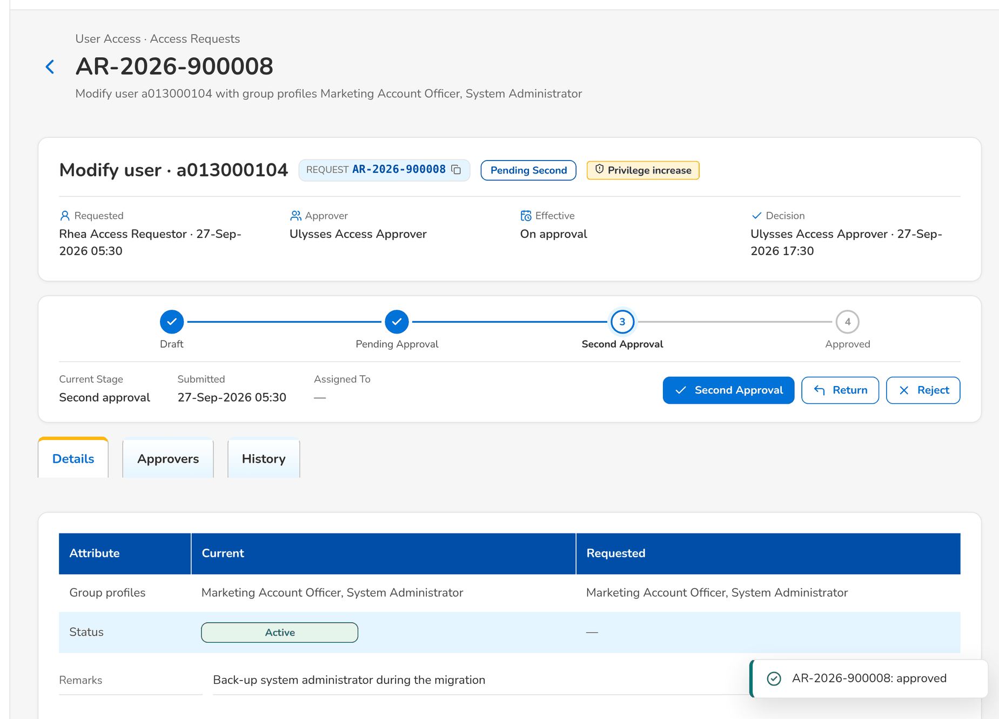 User Access · Access Requests
AR-2026-900008
Modify user a013000104 with group profiles Marketing Account Officer, System Administrator
Modify user · a013000104
REQUEST AR-2026-900008
Pending Second
Privilege increase
Requested
Rhea Access Requestor · 27-Sep-
2026 05:30
Approver
Ulysses Access Approver
Effective
On approval
Decision
Ulysses Access Approver · 27-Sep-
2026 17:30
Draft
Pending Approval
3
Second Approval
4
Approved
Current Stage
Second approval
Submitted
27-Sep-2026 05:30
Assigned To
—
Second Approval
Return
Reject
Details
Approvers
History
Attribute
Current
Requested
Group profiles
Marketing Account Officer, System Administrator
Marketing Account Officer, System Administrator
Status
Active
—
Remarks
Back-up system administrator during the migration
AR-2026-900008: approved